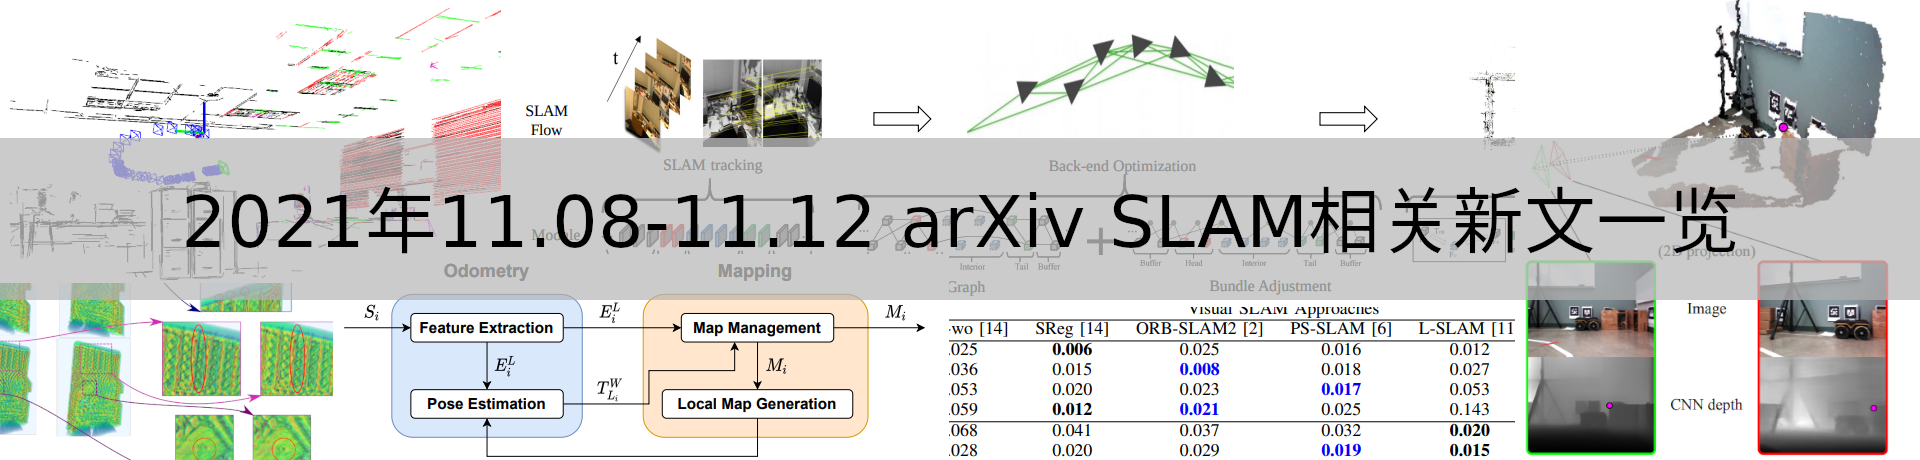 t
SLAM
Flow
SLAM tracking
Back-end Optimization
2021年11.08-11.12 arXiv SLAM相关新文一览
Module
Interior Tail Buffer
Buffer Head Interior Tail Buffer
(2D projection)
Odometry
Mapping
Graph
Bundle Adjustment
S_i
Feature Extraction
E_i^L
Map Management
M_i
E_i^L
M_i
T_{L_i}^W
Pose Estimation
Local Map Generation
Visual SLAM Approaches
-wo [14] SReg [14] ORB-SLAM2 [2] PS-SLAM [6] L-SLAM [11
.025 0.006 0.025 0.016 0.012
.036 0.015 0.008 0.018 0.027
.053 0.020 0.023 0.017 0.053
.059 0.012 0.021 0.025 0.143
.068 0.041 0.037 0.032 0.020
.028 0.020 0.029 0.019 0.015
Image
CNN depth